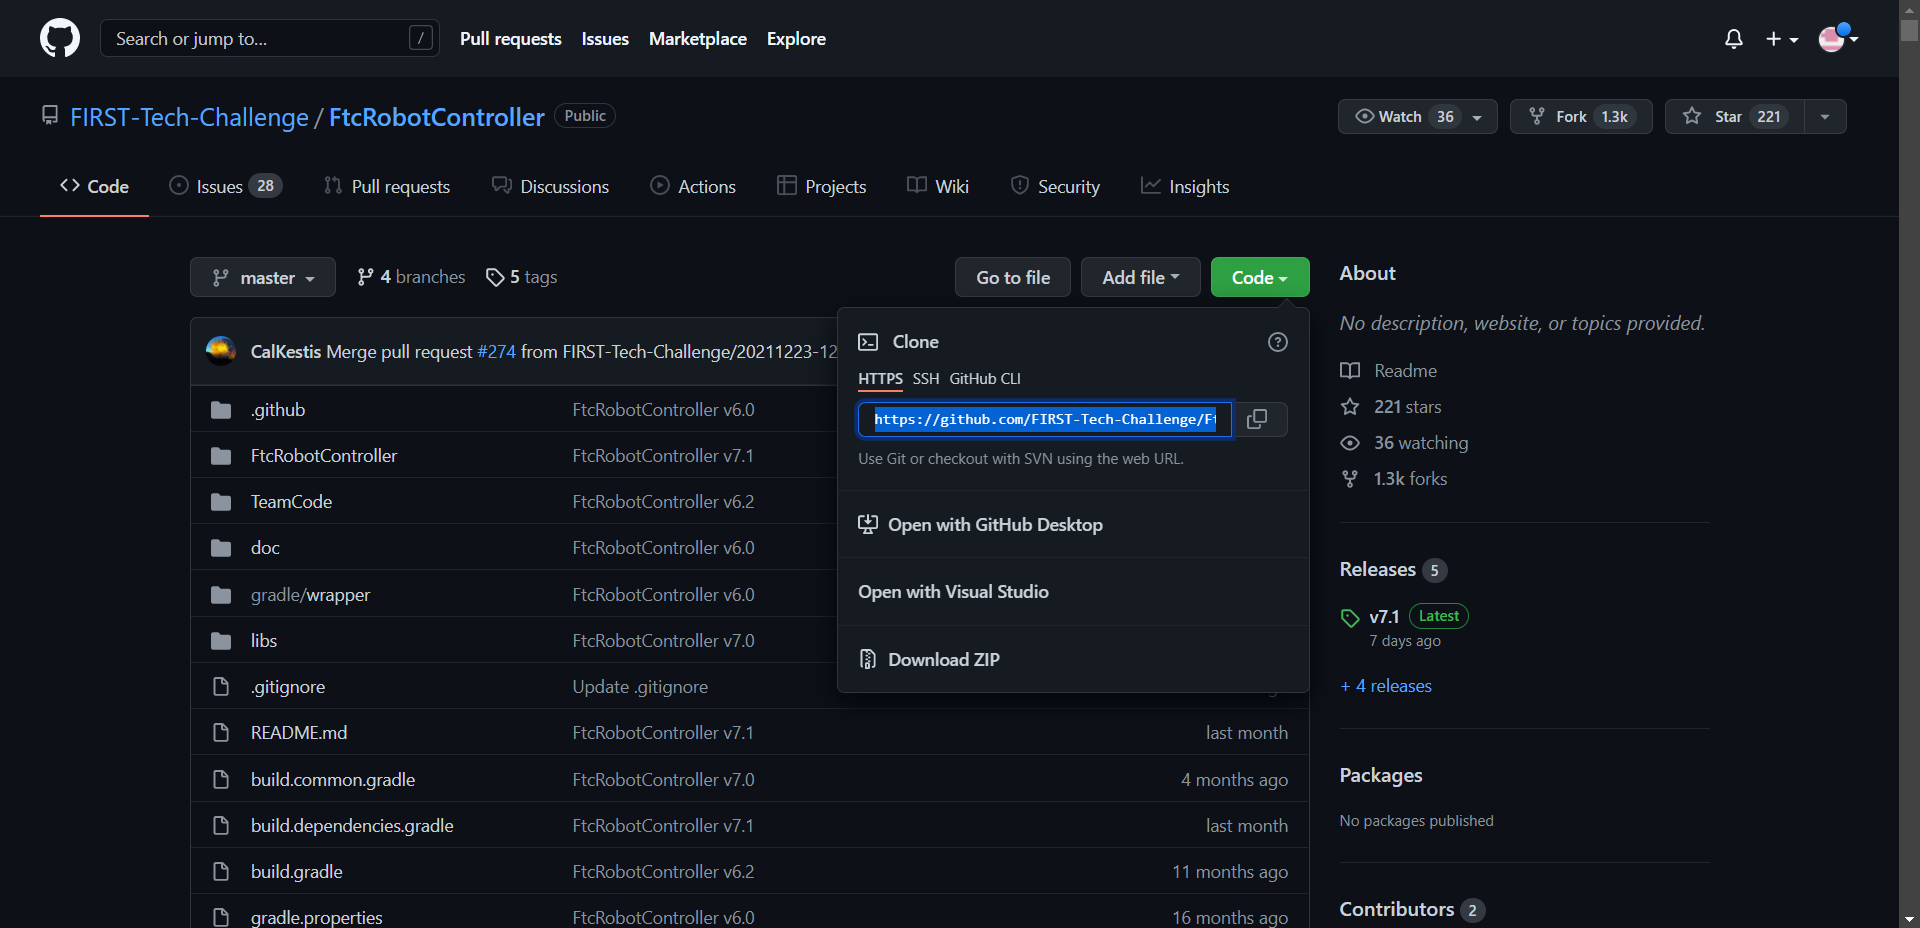 Search or jump to... /
Pull requests Issues Marketplace Explore
FIRST-Tech-Challenge / FtcRobotController Public
Watch 36 Fork 1.3k Star 221
Code Issues 28 Pull requests Discussions Actions Projects Wiki Security Insights
master 4 branches 5 tags Go to file Add file Code
CalKestis Merge pull request #274 from FIRST-Tech-Challenge/20211223-12
.github FtcRobotController v6.0
FtcRobotController FtcRobotController v7.1
TeamCode FtcRobotController v6.2
doc FtcRobotController v6.0
gradle/wrapper FtcRobotController v6.0
libs FtcRobotController v7.0
.gitignore Update .gitignore
README.md FtcRobotController v7.1 last month
build.common.gradle FtcRobotController v7.0 4 months ago
build.dependencies.gradle FtcRobotController v7.1 last month
build.gradle FtcRobotController v6.2 11 months ago
gradle.properties FtcRobotController v6.0 16 months ago
Clone
HTTPS SSH GitHub CLI
https://github.com/FIRST-Tech-Challenge/F
Use Git or checkout with SVN using the web URL.
Open with GitHub Desktop
Open with Visual Studio
Download ZIP
About
No description, website, or topics provided.
Readme
221 stars
36 watching
1.3k forks
Releases 5
v7.1 Latest
7 days ago
+ 4 releases
Packages
No packages published
Contributors 2